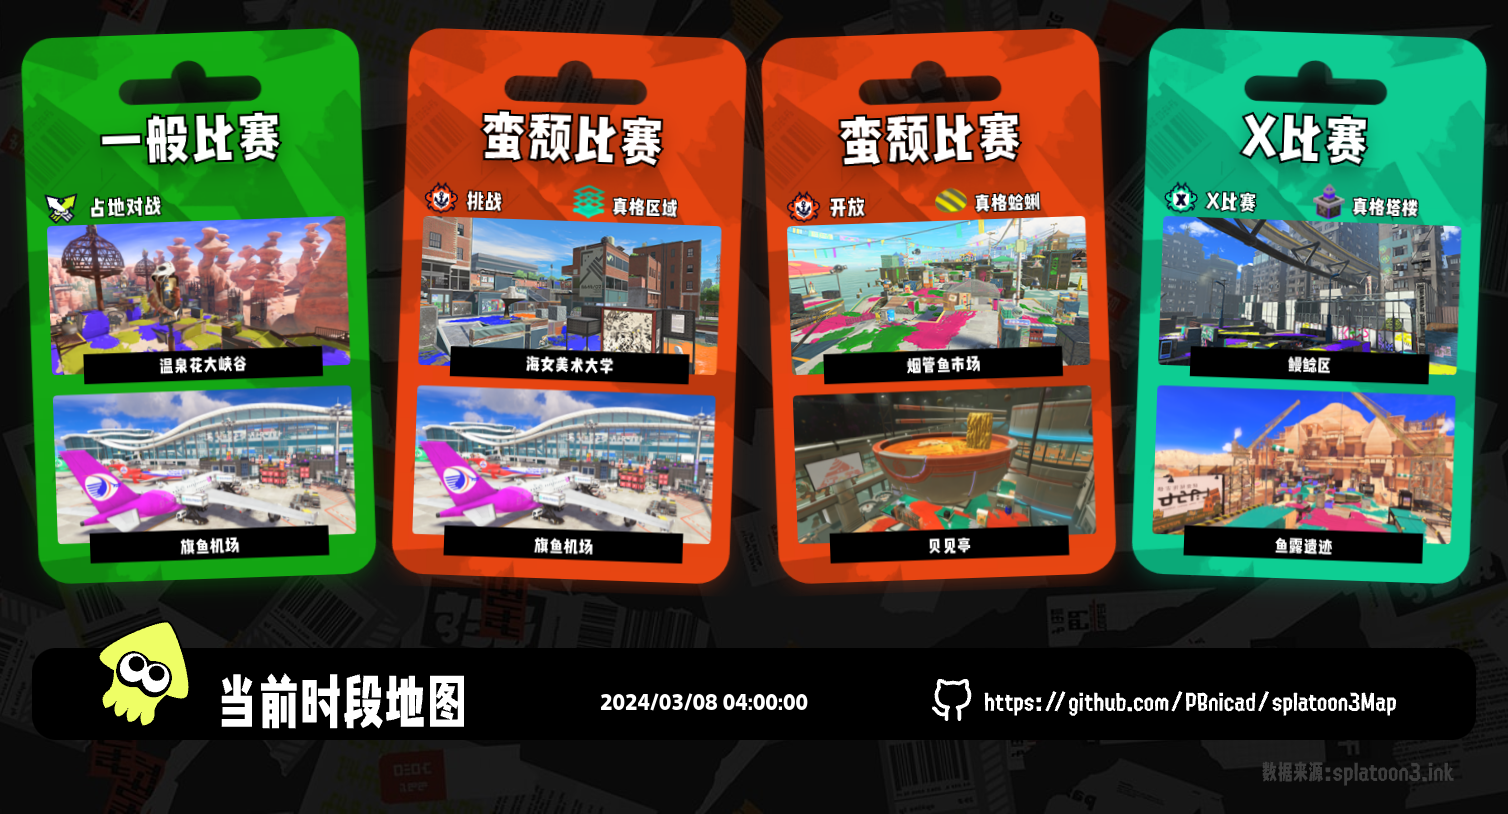 一般比赛
占地对战
温泉花大峡谷
旗鱼机场
蛮颓比赛
挑战
真格区域
海女美术大学
旗鱼机场
蛮颓比赛
开放
真格蛤蜊
烟管鱼市场
贝见亭
X比赛
X比赛
真格塔楼
鳗鲶区
鱼露遗迹
当前时段地图
2024/03/08 04:00:00
https://github.com/PBnicad/splatoon3Map
数据来源:splatoon3.ink